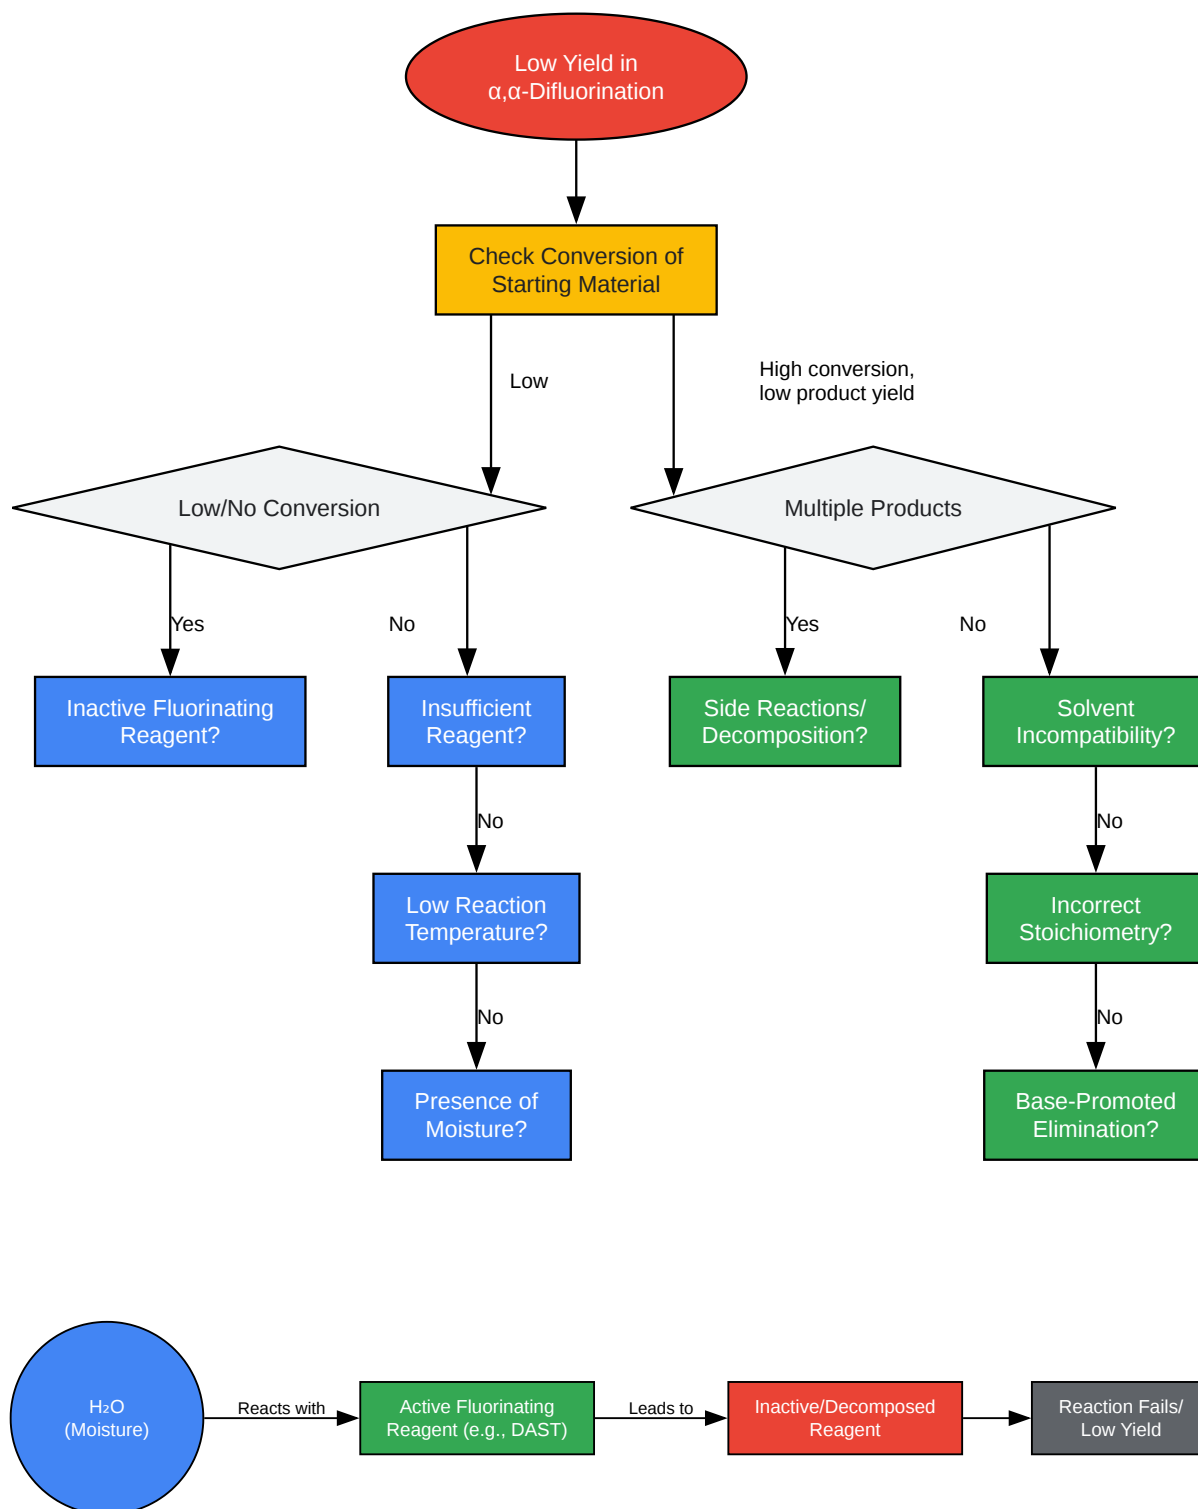 Low Yield in
α,α-Difluorination
Check Conversion of
Starting Material
Low
High conversion,
low product yield
Low/No Conversion
Multiple Products
Yes
No
Yes
No
Inactive Fluorinating
Reagent?
Insufficient
Reagent?
Side Reactions/
Decomposition?
Solvent
Incompatibility?
No
No
Low Reaction
Temperature?
Incorrect
Stoichiometry?
No
No
Presence of
Moisture?
Base-Promoted
Elimination?
H₂O
(Moisture)
Reacts with
Active Fluorinating
Reagent (e.g., DAST)
Leads to
Inactive/Decomposed
Reagent
Reaction Fails/
Low Yield